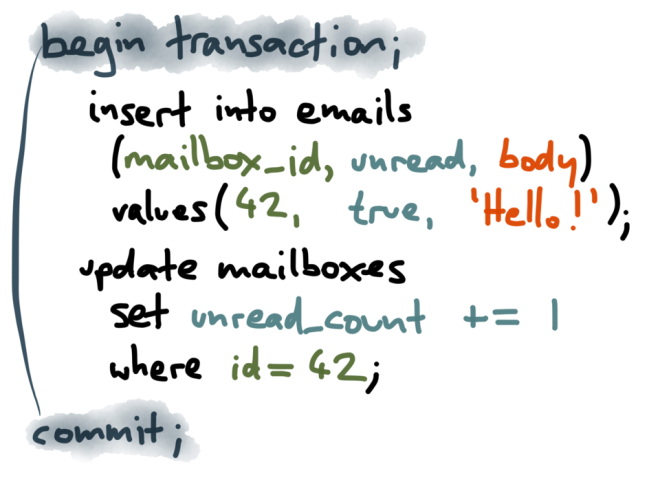 begin transaction;
insert into emails
(mailbox_id, unread, body)
values(42, true, 'Hello!');
update mailboxes
set unread_count += 1
where id = 42;
commit;